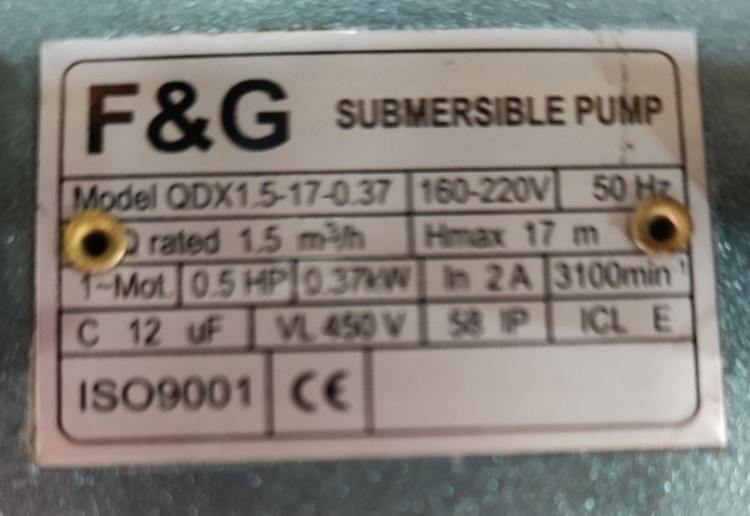 F&G SUBMERSIBLE PUMP
Model QDX1.5-17-0.37 160-220V 50 Hz
Q rated 1.5 m³/h Hmax 17 m
1~Mot. 0.5 HP 0.37kW In 2 A 3100min⁻¹
C 12 uF VL 450 V 58 IP ICL E
ISO9001 CE